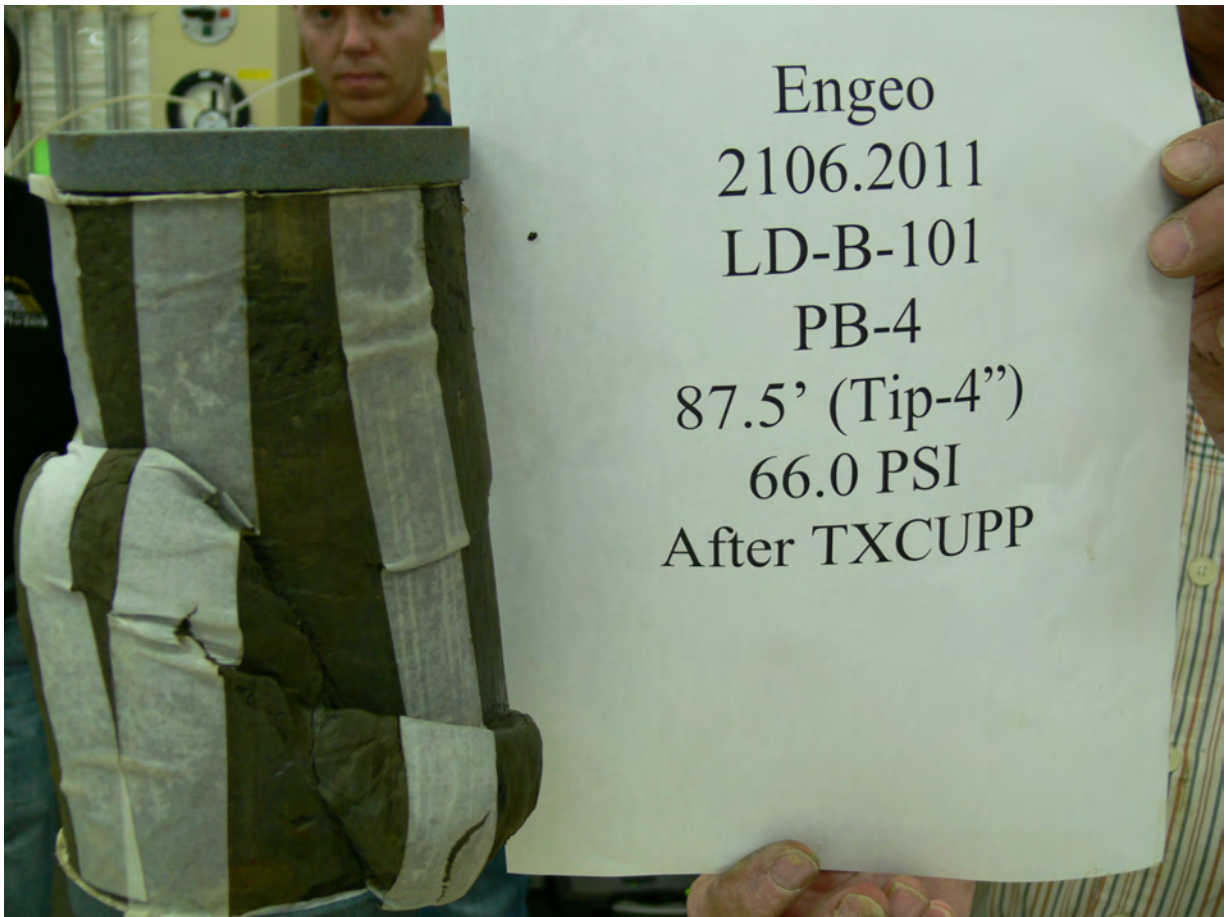 Engeo
2106.2011
LD-B-101
PB-4
87.5’ (Tip-4”)
66.0 PSI
After TXCUPP